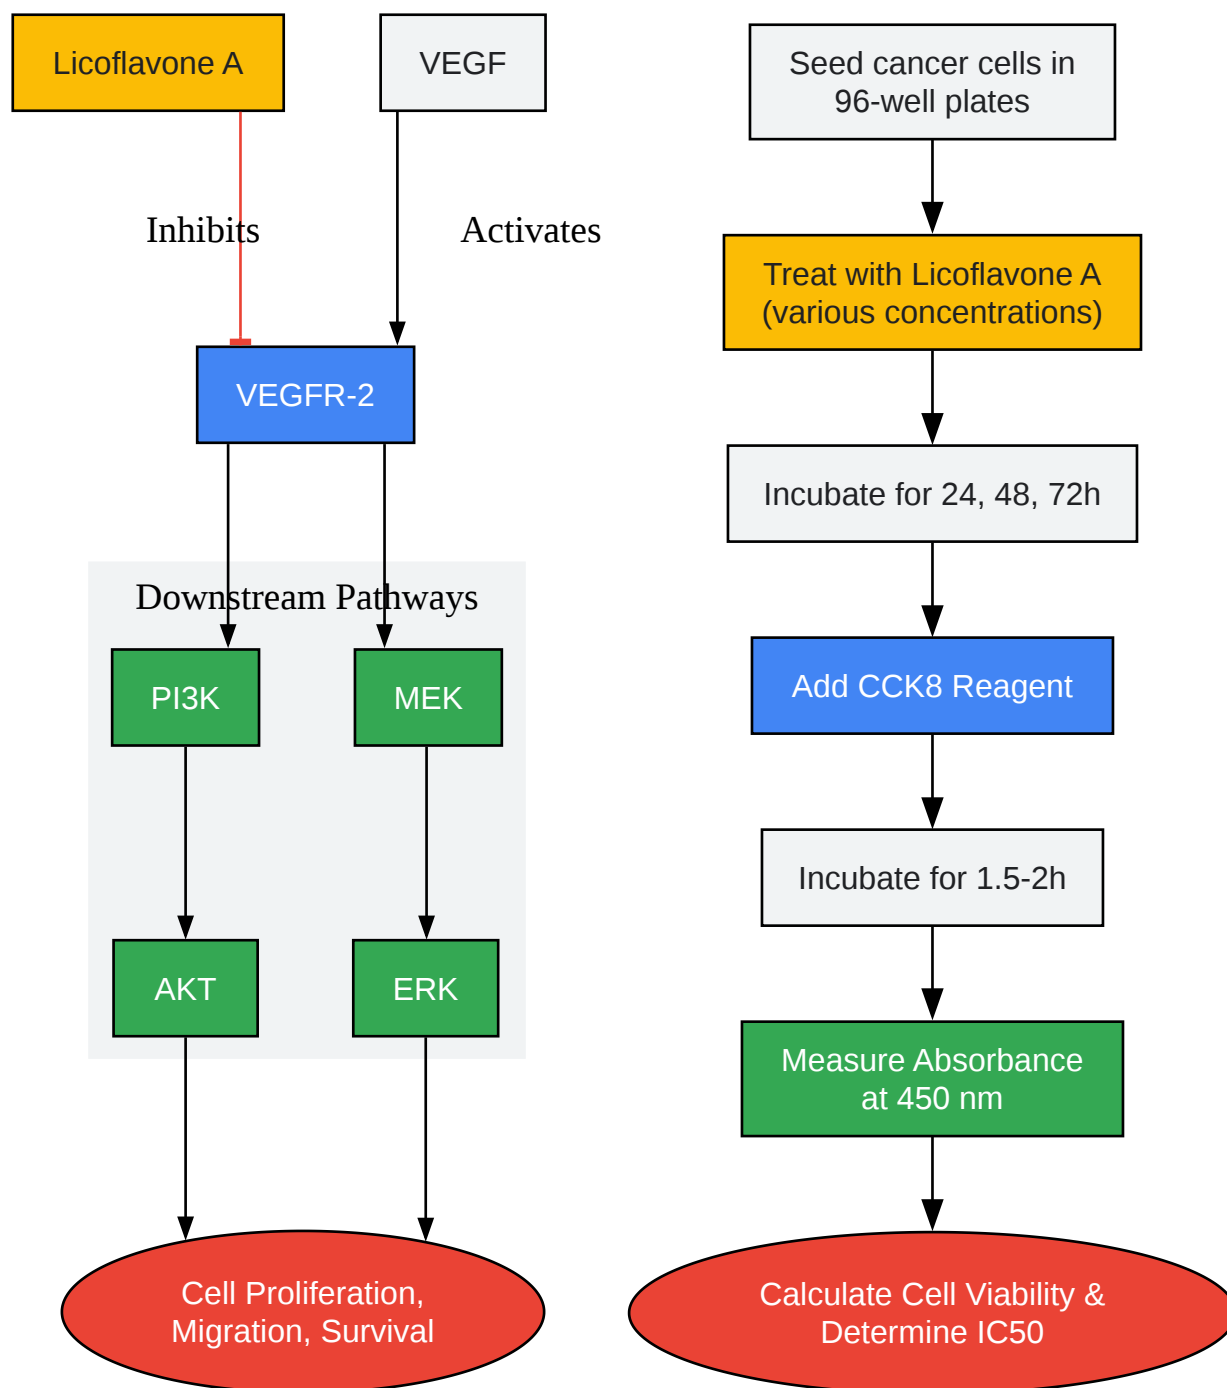 Licoflavone A
VEGF
Inhibits
Activates
VEGFR-2
Downstream Pathways
PI3K
MEK
AKT
ERK
Cell Proliferation,
Migration, Survival
Seed cancer cells in
96-well plates
Treat with Licoflavone A
(various concentrations)
Incubate for 24, 48, 72h
Add CCK8 Reagent
Incubate for 1.5-2h
Measure Absorbance
at 450 nm
Calculate Cell Viability &
Determine IC50